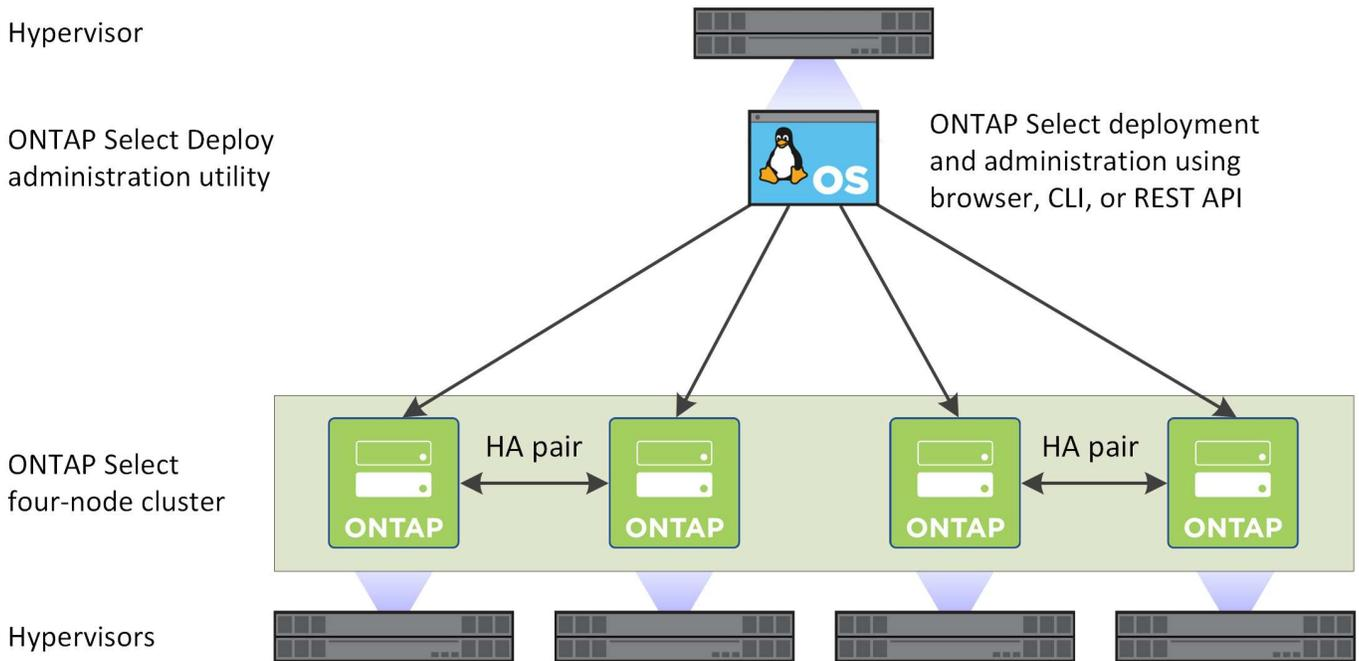 Hypervisor
ONTAP Select Deploy
administration utility
OS
ONTAP Select deployment
and administration using
browser, CLI, or REST API
ONTAP Select
four-node cluster
HA pair
HA pair
ONTAP
ONTAP
ONTAP
ONTAP
Hypervisors